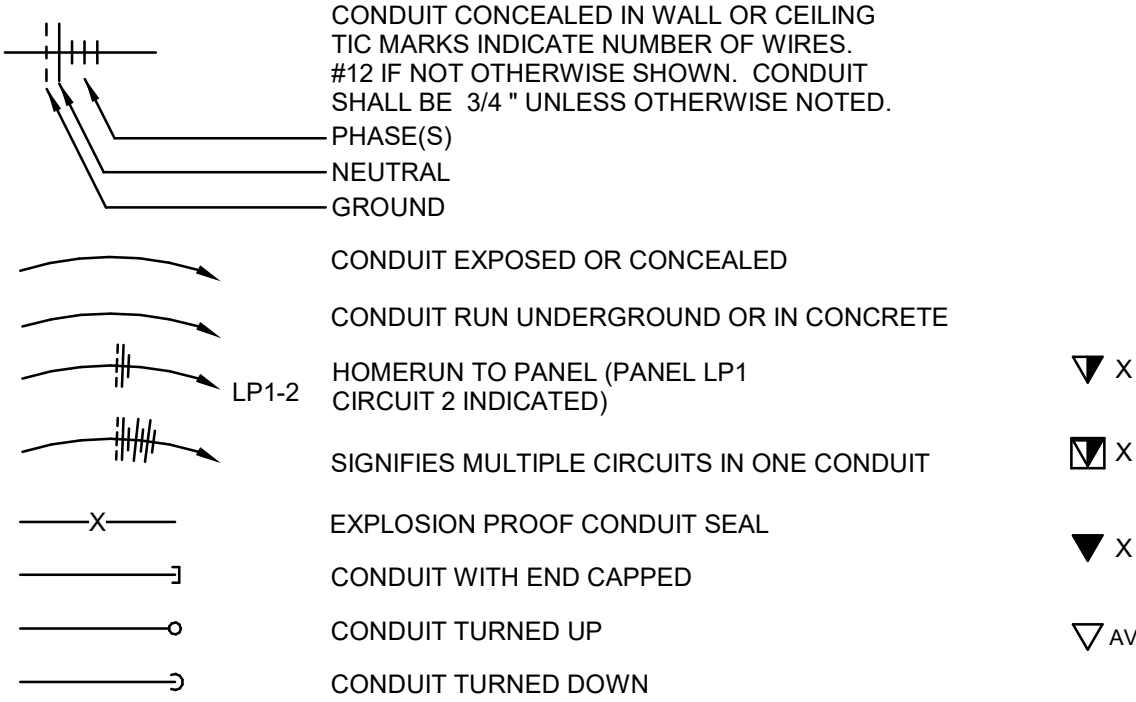 CONDUIT CONCEALED IN WALL OR CEILING
TIC MARKS INDICATE NUMBER OF WIRES.
#12 IF NOT OTHERWISE SHOWN. CONDUIT
SHALL BE 3/4 " UNLESS OTHERWISE NOTED.
PHASE(S)
NEUTRAL
GROUND
CONDUIT EXPOSED OR CONCEALED
CONDUIT RUN UNDERGROUND OR IN CONCRETE
LP1-2
HOMERUN TO PANEL (PANEL LP1
CIRCUIT 2 INDICATED)
X
SIGNIFIES MULTIPLE CIRCUITS IN ONE CONDUIT
X
X
EXPLOSION PROOF CONDUIT SEAL
X
CONDUIT WITH END CAPPED
CONDUIT TURNED UP
AV
CONDUIT TURNED DOWN